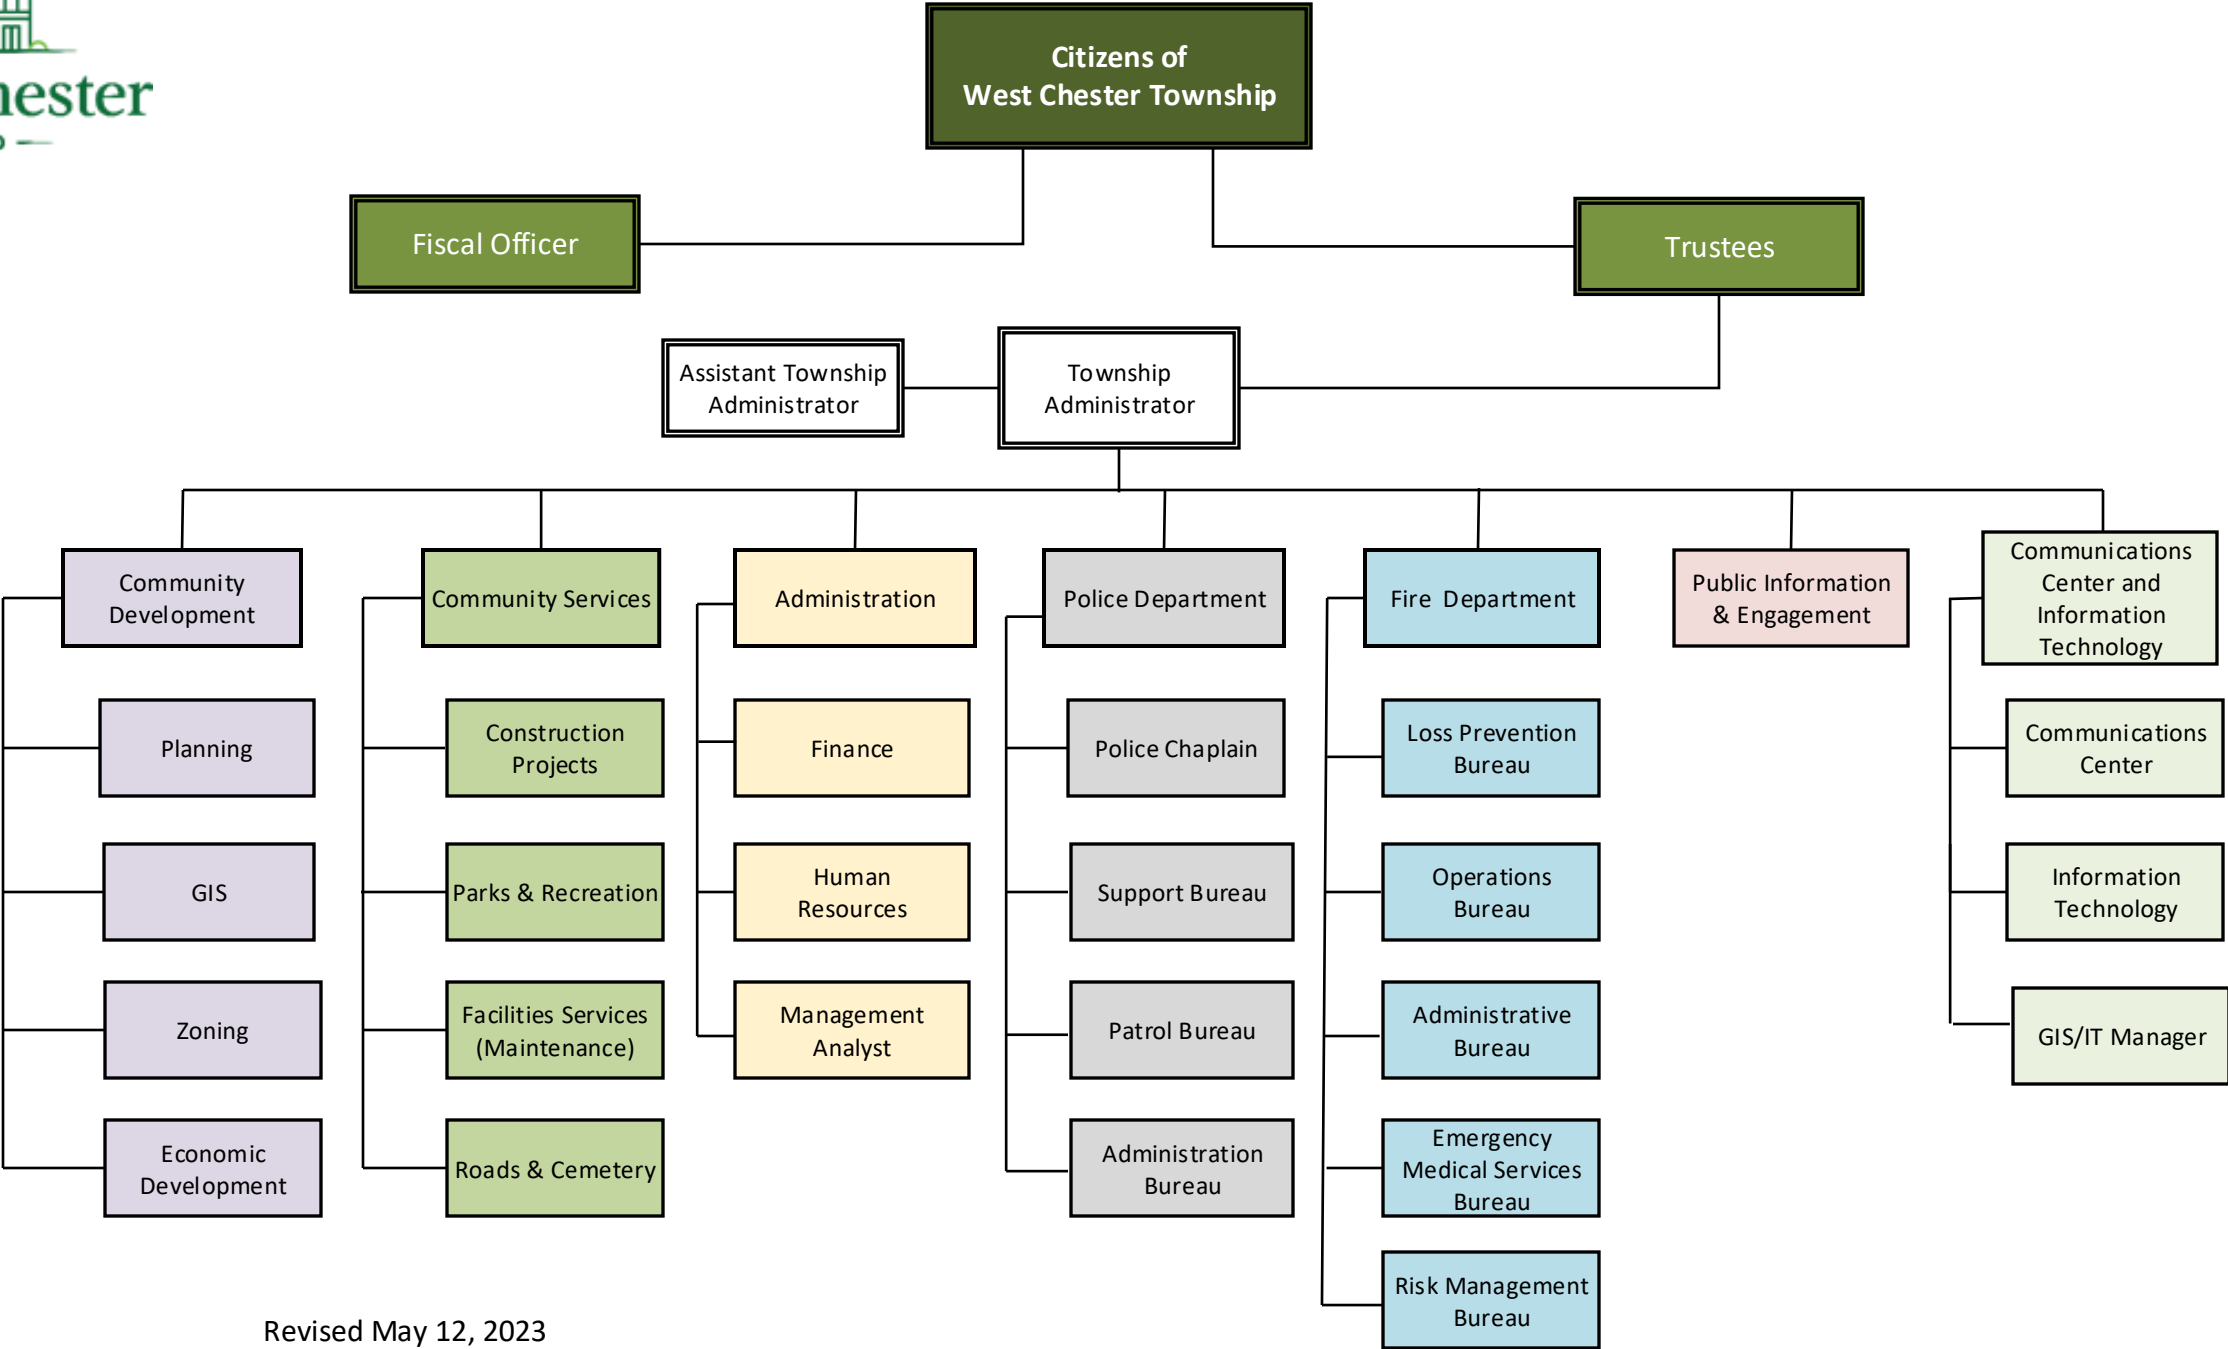 hester
Citizens of
West Chester Township
Fiscal Officer
Trustees
Assistant Township
Administrator
Township
Administrator
Community
Development
Planning
GIS
Zoning
Economic
Development
Community Services
Construction
Projects
Parks & Recreation
Facilities Services
(Maintenance)
Roads & Cemetery
Administration
Finance
Human
Resources
Management
Analyst
Police Department
Police Chaplain
Support Bureau
Patrol Bureau
Administration
Bureau
Fire Department
Loss Prevention
Bureau
Operations
Bureau
Administrative
Bureau
Emergency
Medical Services
Bureau
Risk Management
Bureau
Public Information
& Engagement
Communications
Center and
Information
Technology
Communications
Center
Information
Technology
GIS/IT Manager
Revised May 12, 2023